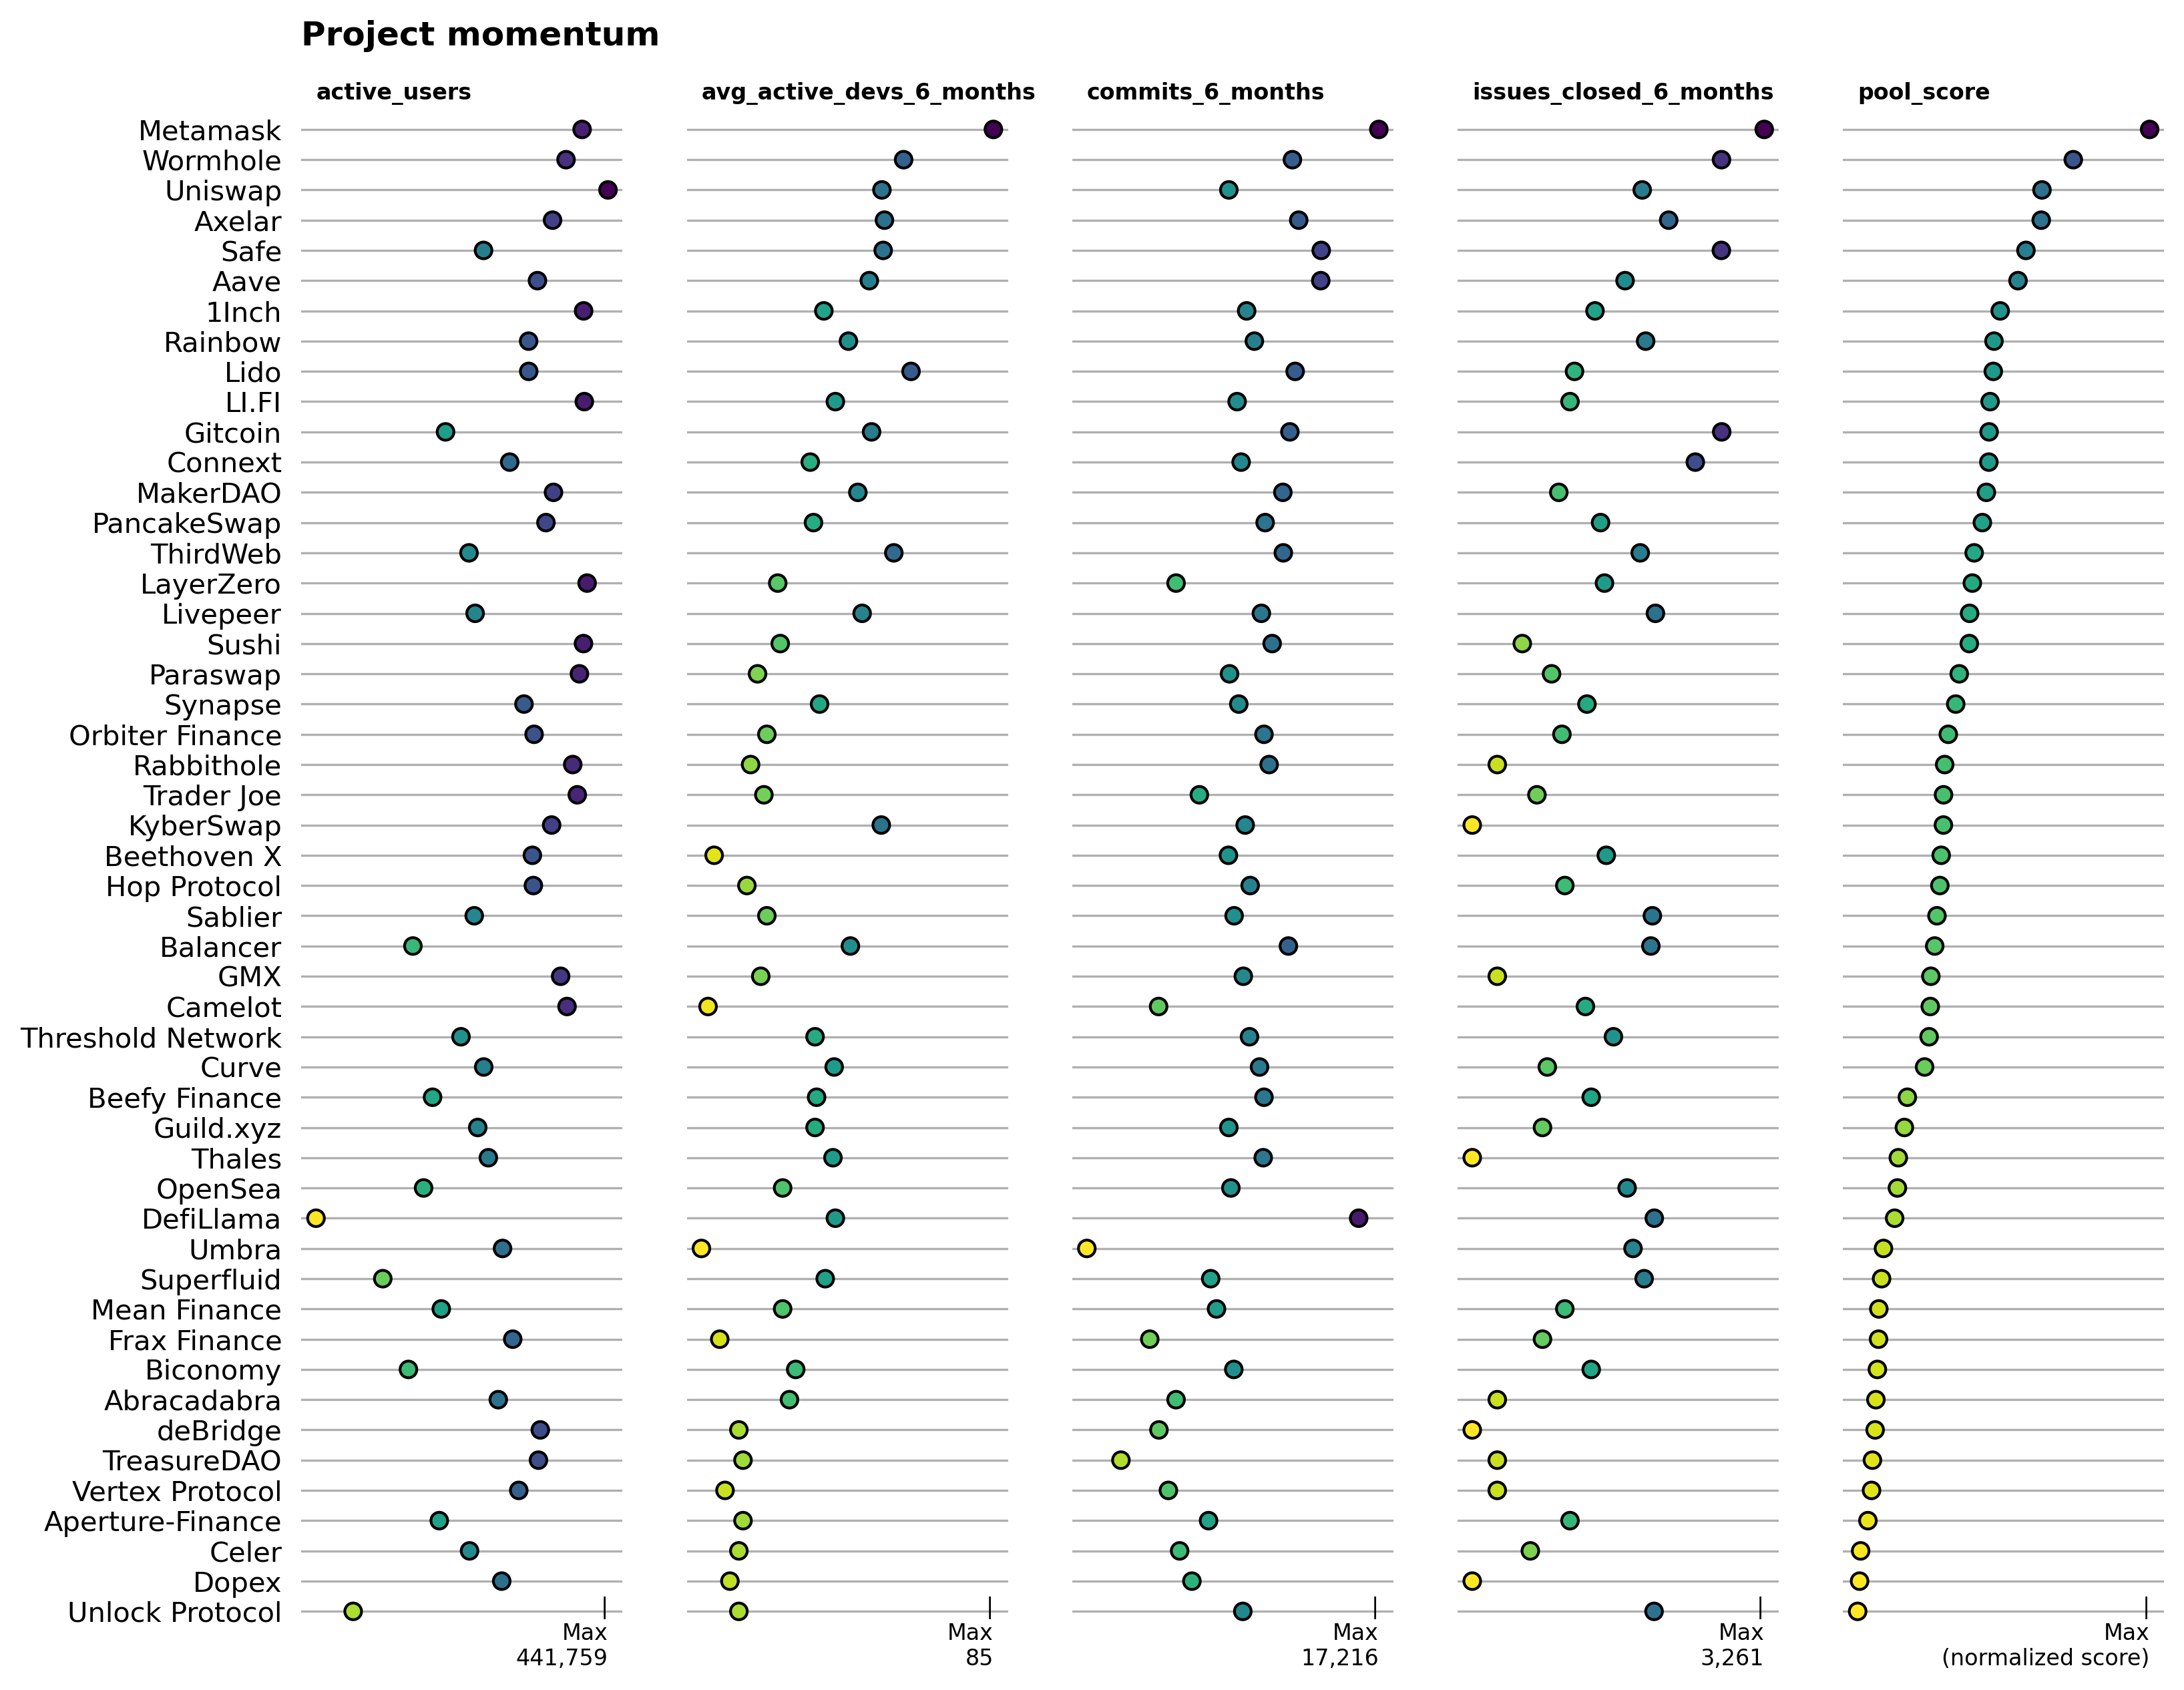 Project momentum
active_users
avg_active_devs_6_months
commits_6_months
issues_closed_6_months
pool_score
Metamask
Wormhole
Uniswap
Axelar
Safe
Aave
1Inch
Rainbow
Lido
LI.FI
Gitcoin
Connext
MakerDAO
PancakeSwap
ThirdWeb
LayerZero
Livepeer
Sushi
Paraswap
Synapse
Orbiter Finance
Rabbithole
Trader Joe
KyberSwap
Beethoven X
Hop Protocol
Sablier
Balancer
GMX
Camelot
Threshold Network
Curve
Beefy Finance
Guild.xyz
Thales
OpenSea
DefiLlama
Umbra
Superfluid
Mean Finance
Frax Finance
Biconomy
Abracadabra
deBridge
TreasureDAO
Vertex Protocol
Aperture-Finance
Celer
Dopex
Unlock Protocol
Max
441,759
Max
85
Max
17,216
Max
3,261
Max
(normalized score)